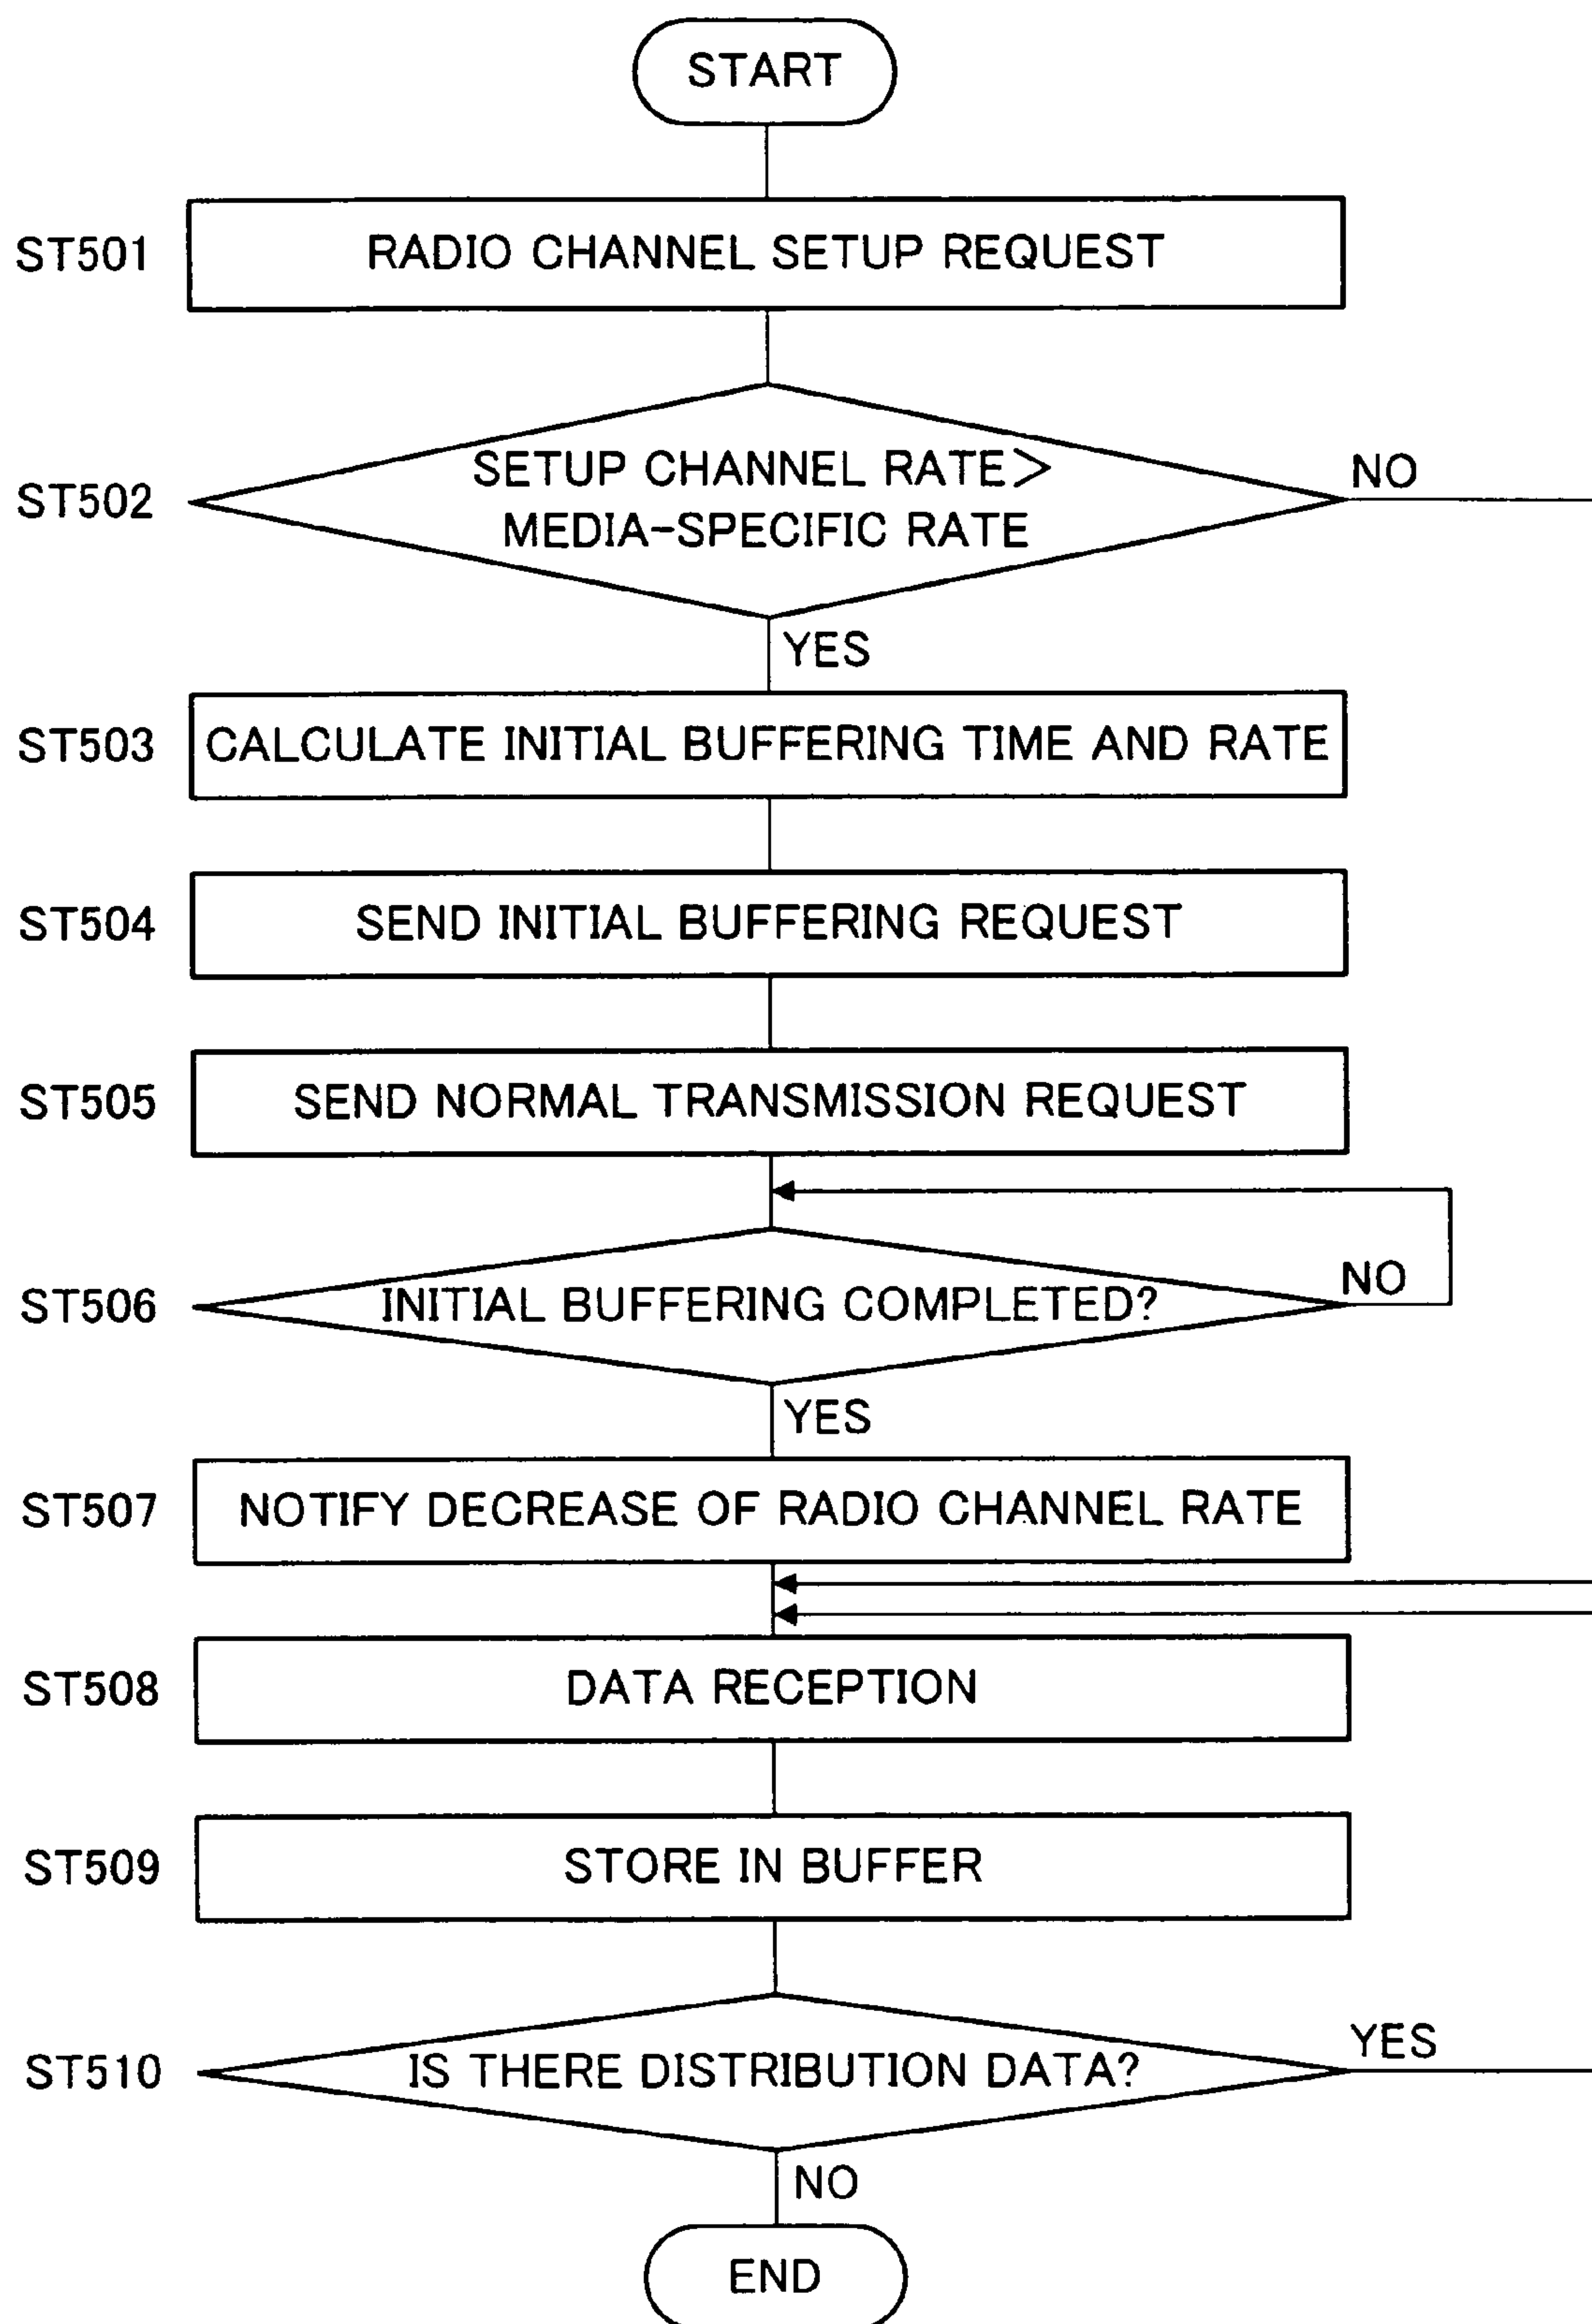 START
ST501
RADIO CHANNEL SETUP REQUEST
ST502
SETUP CHANNEL RATE>
MEDIA-SPECIFIC RATE
NO
YES
ST503
CALCULATE INITIAL BUFFERING TIME AND RATE
ST504
SEND INITIAL BUFFERING REQUEST
ST505
SEND NORMAL TRANSMISSION REQUEST
ST506
INITIAL BUFFERING COMPLETED?
NO
YES
ST507
NOTIFY DECREASE OF RADIO CHANNEL RATE
ST508
DATA RECEPTION
ST509
STORE IN BUFFER
ST510
IS THERE DISTRIBUTION DATA?
YES
NO
END